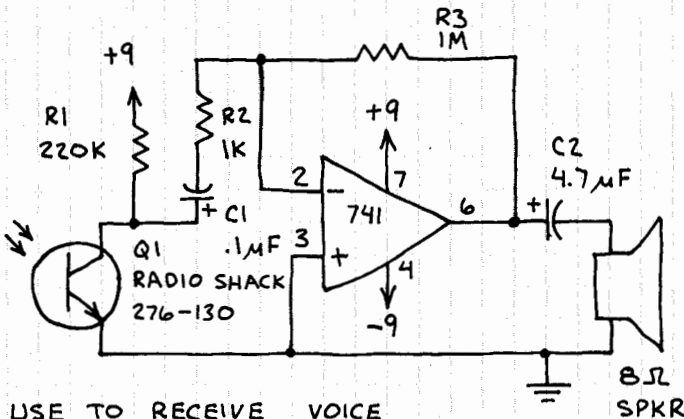 R3
1M
+9
R1
220K
R2
1K
+9
C2
4.7µF
2
-
7
741
6
+
+
C1
.1µF
3
+
4
-9
Q1
RADIO SHACK
276-130
8Ω
SPKR
USE TO RECEIVE VOICE